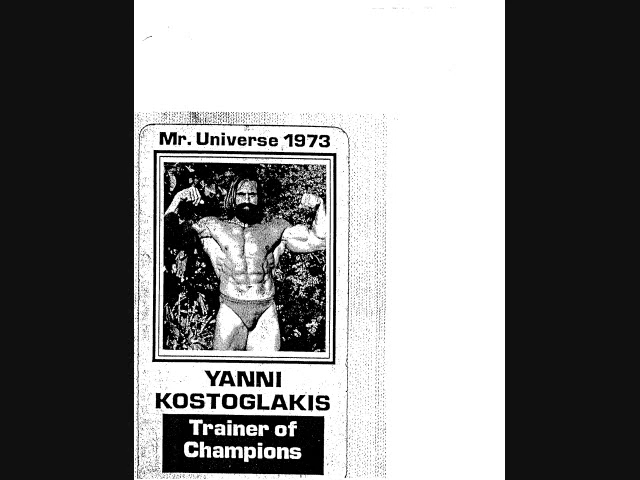 Mr. Universe 1973
YANNI
KOSTOGLAKIS
Trainer of
Champions